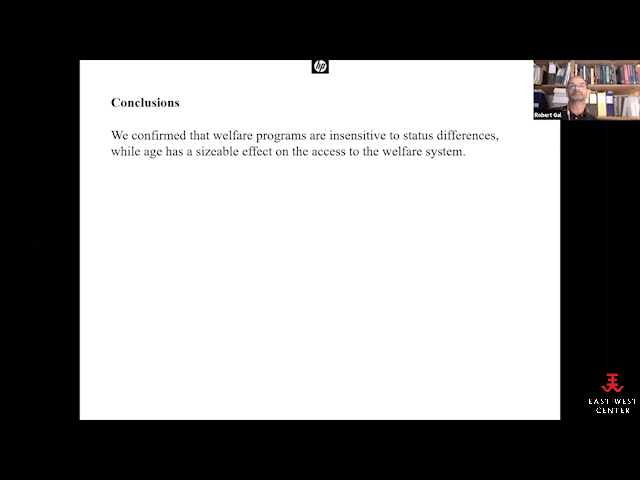 hp
Conclusions
We confirmed that welfare programs are insensitive to status differences,
while age has a sizeable effect on the access to the welfare system.
Robert Gal
EAST-WEST
CENTER